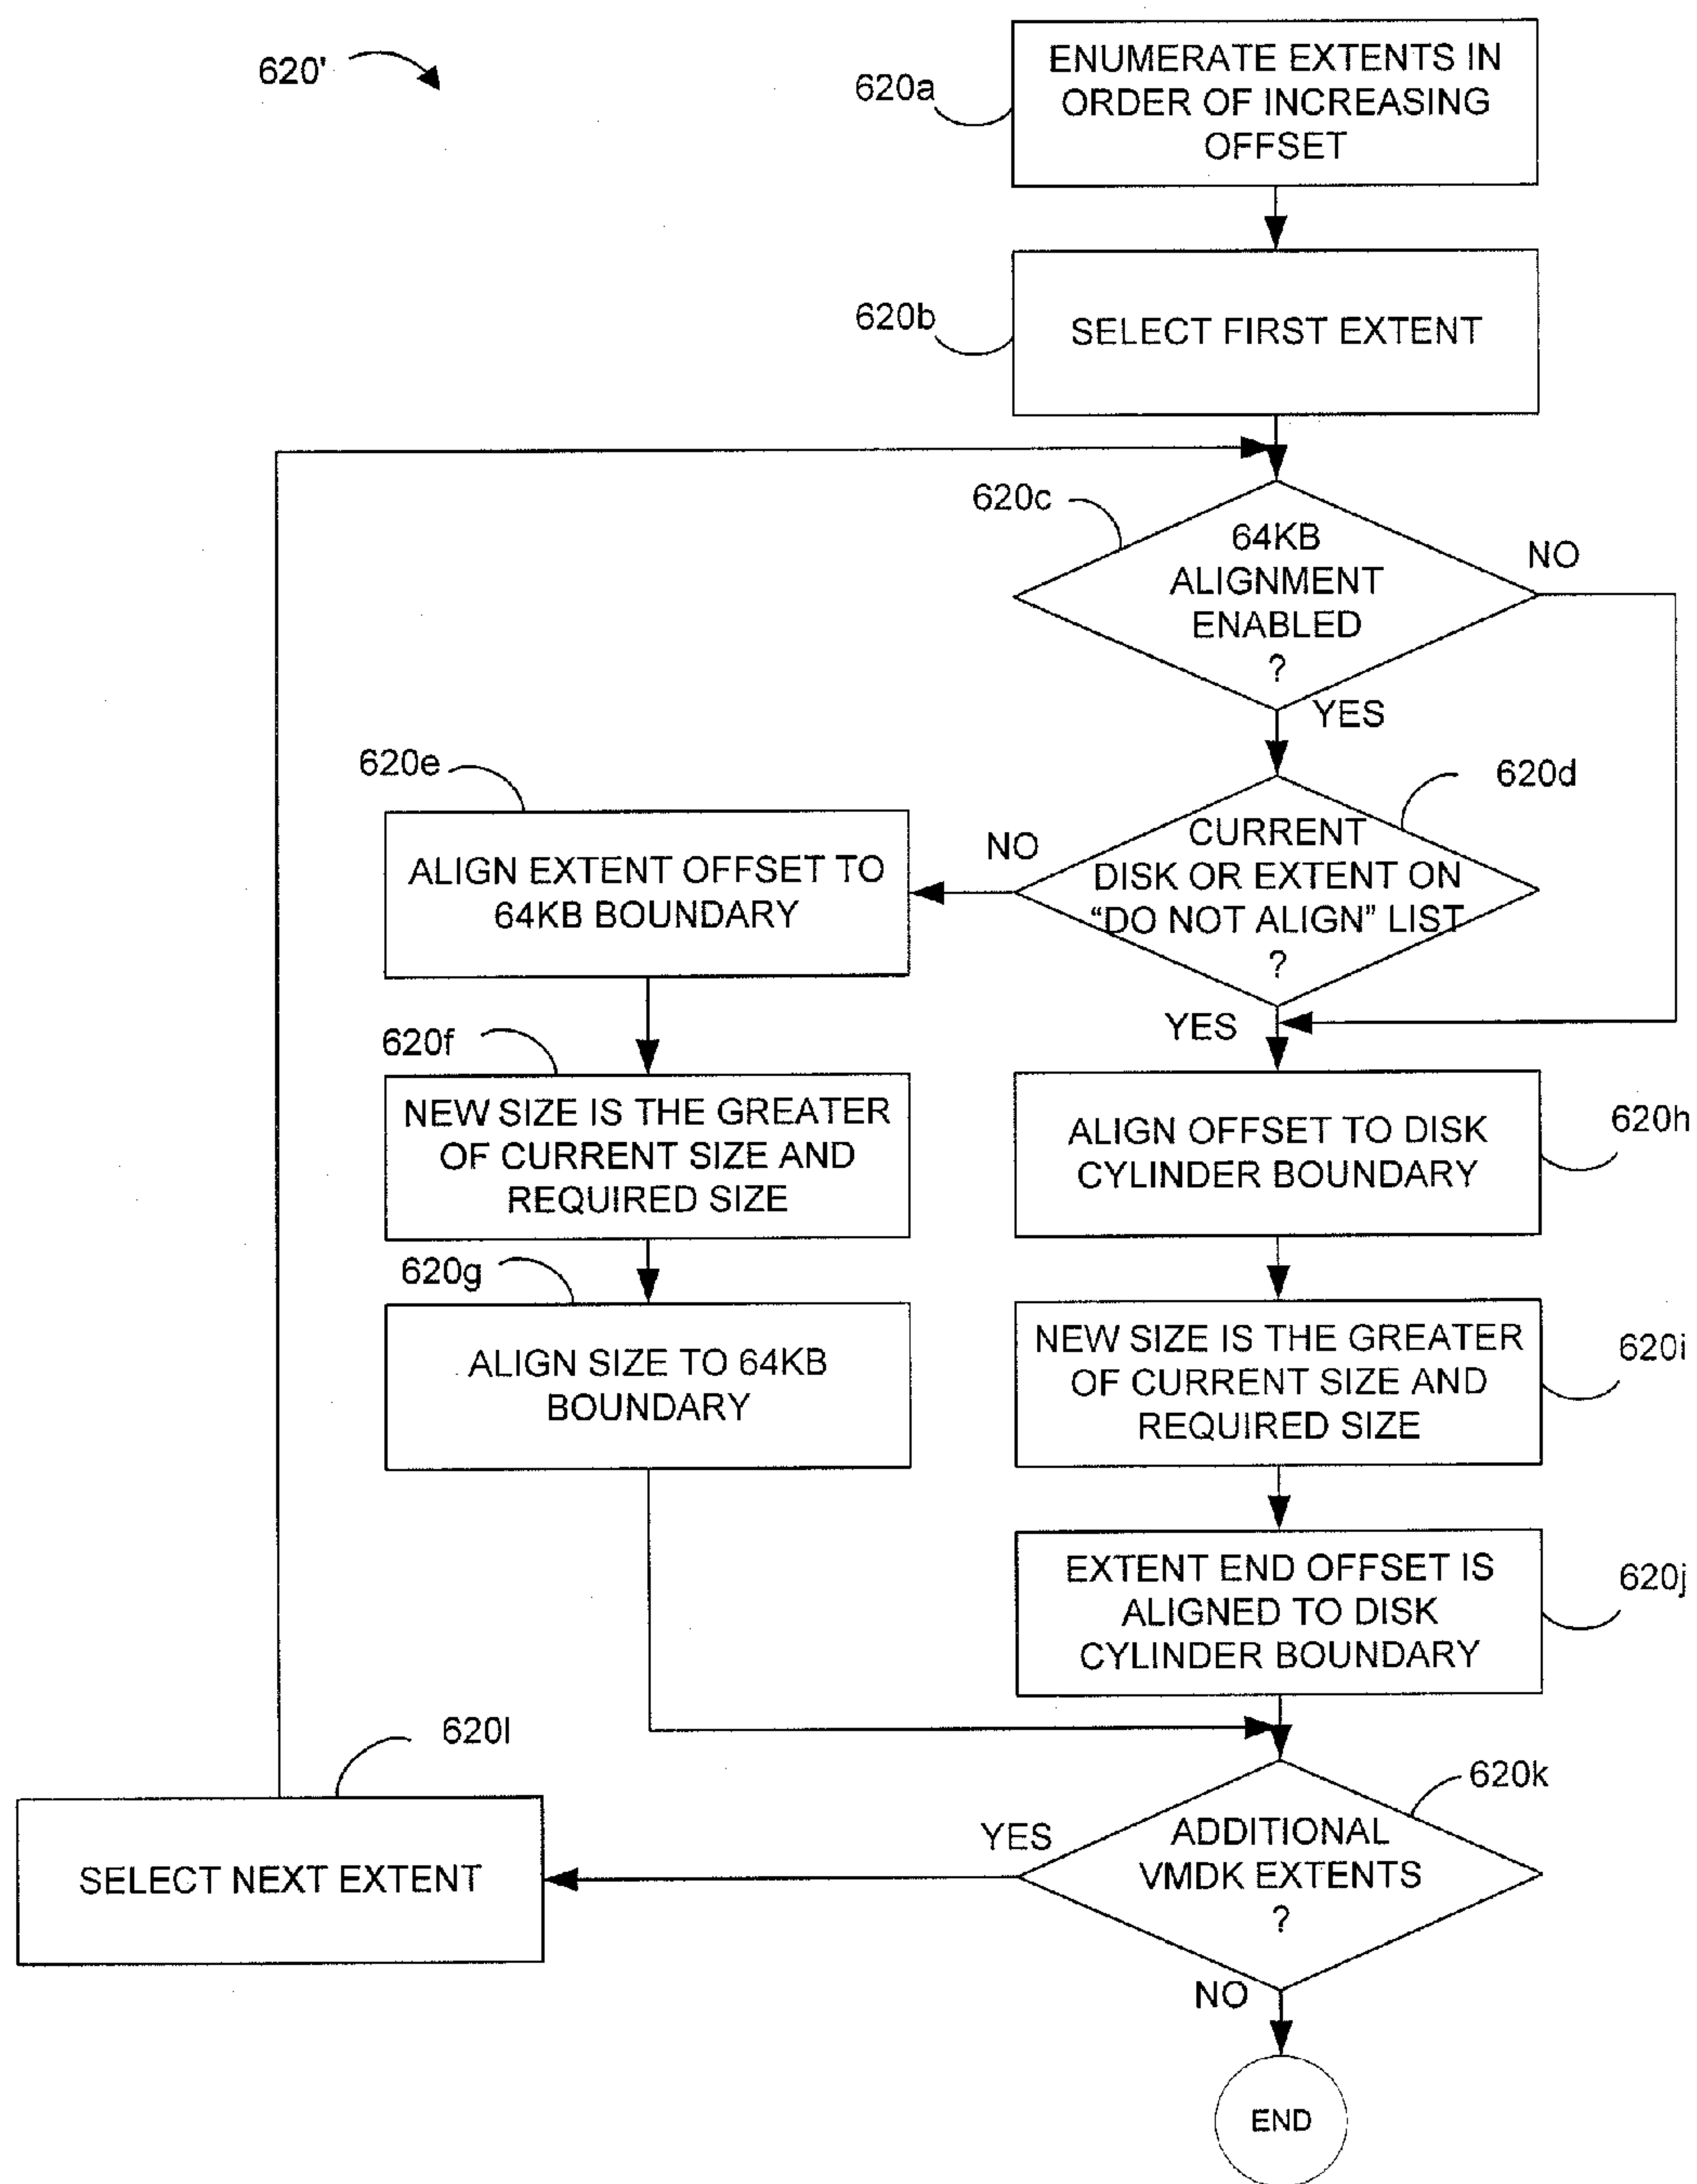 620'
620a
ENUMERATE EXTENTS IN
ORDER OF INCREASING
OFFSET
620b
SELECT FIRST EXTENT
620c
64KB
ALIGNMENT
ENABLED
?
NO
YES
620d
CURRENT
DISK OR EXTENT ON
“DO NOT ALIGN” LIST
?
NO
YES
620e
ALIGN EXTENT OFFSET TO
64KB BOUNDARY
620f
NEW SIZE IS THE GREATER
OF CURRENT SIZE AND
REQUIRED SIZE
620g
ALIGN SIZE TO 64KB
BOUNDARY
620h
ALIGN OFFSET TO DISK
CYLINDER BOUNDARY
620i
NEW SIZE IS THE GREATER
OF CURRENT SIZE AND
REQUIRED SIZE
620j
EXTENT END OFFSET IS
ALIGNED TO DISK
CYLINDER BOUNDARY
620k
ADDITIONAL
VMDK EXTENTS
?
YES
NO
620l
SELECT NEXT EXTENT
END